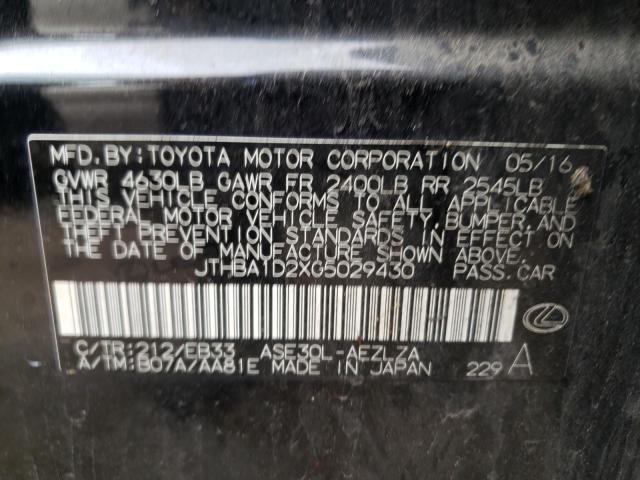 MFD.BY:TOYOTA MOTOR CORPORATION 05/16
GVWR 4630LB GAWR FR 2400LB RR 2545LB
THIS VEHICLE CONFORMS TO ALL APPLICABLE
FEDERAL MOTOR VEHICLE SAFETY,BUMPER,AND
THEFT PREVENTION STANDARDS IN EFFECT ON
THE DATE OF MANUFACTURE SHOWN ABOVE.
JTHBA1D2XG5029430 PASS.CAR
C/TR:212/EB33 ASE30L-AEZLZA
A/TM:B07A/AA81E MADE IN JAPAN 229 A